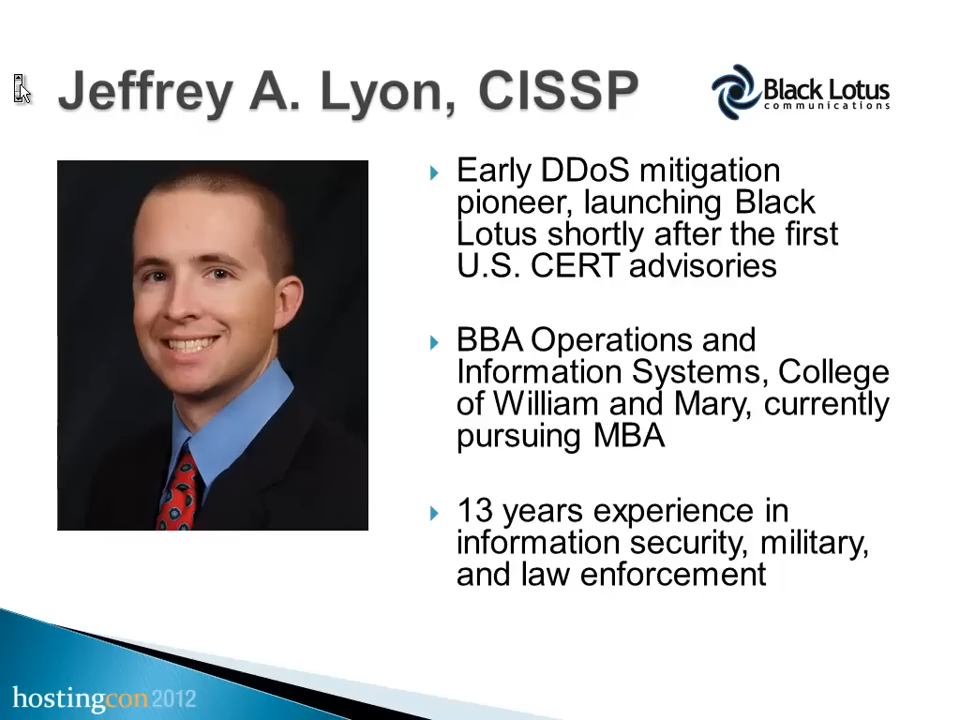 Jeffrey A. Lyon, CISSP
Black Lotus
communications
Early DDoS mitigation
pioneer, launching Black
Lotus shortly after the first
U.S. CERT advisories
BBA Operations and
Information Systems, College
of William and Mary, currently
pursuing MBA
13 years experience in
information security, military,
and law enforcement
hostingcon 2012